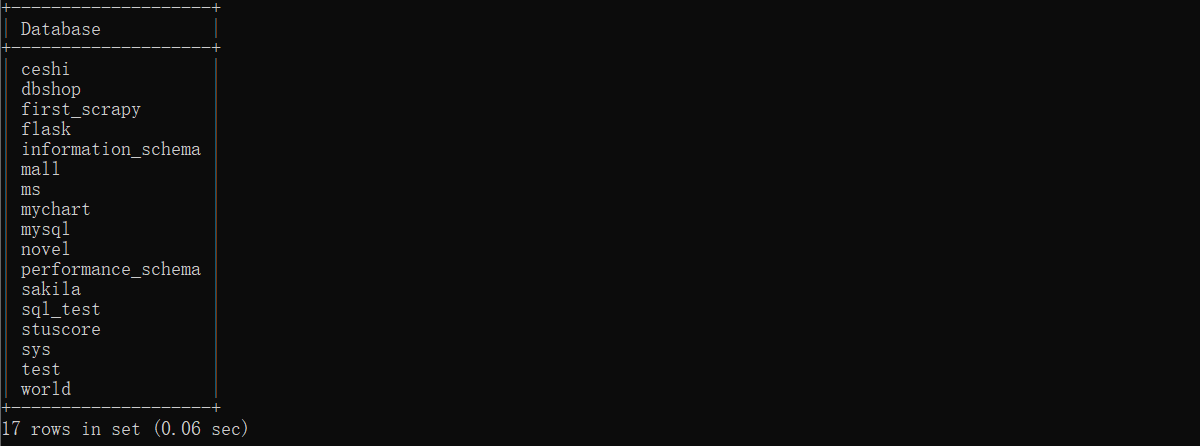 +--------------------+
| Database           |
+--------------------+
| ceshi              |
| dbshop             |
| first_scrapy       |
| flask              |
| information_schema |
| mall               |
| ms                 |
| mychart            |
| mysql              |
| novel              |
| performance_schema |
| sakila             |
| sql_test           |
| stuscore           |
| sys                |
| test               |
| world              |
+--------------------+
17 rows in set (0.06 sec)